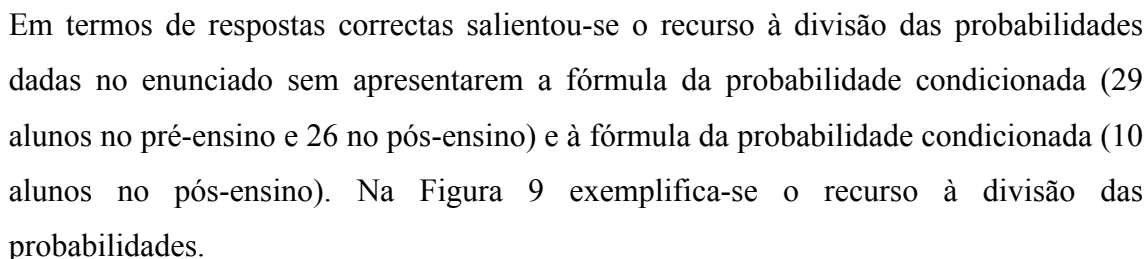 Em termos de respostas correctas salientou-se o recurso à divisão das probabilidades
dadas no enunciado sem apresentarem a fórmula da probabilidade condicionada (29
alunos no pré-ensino e 26 no pós-ensino) e à fórmula da probabilidade condicionada (10
alunos no pós-ensino). Na Figura 9 exemplifica-se o recurso à divisão das
probabilidades.